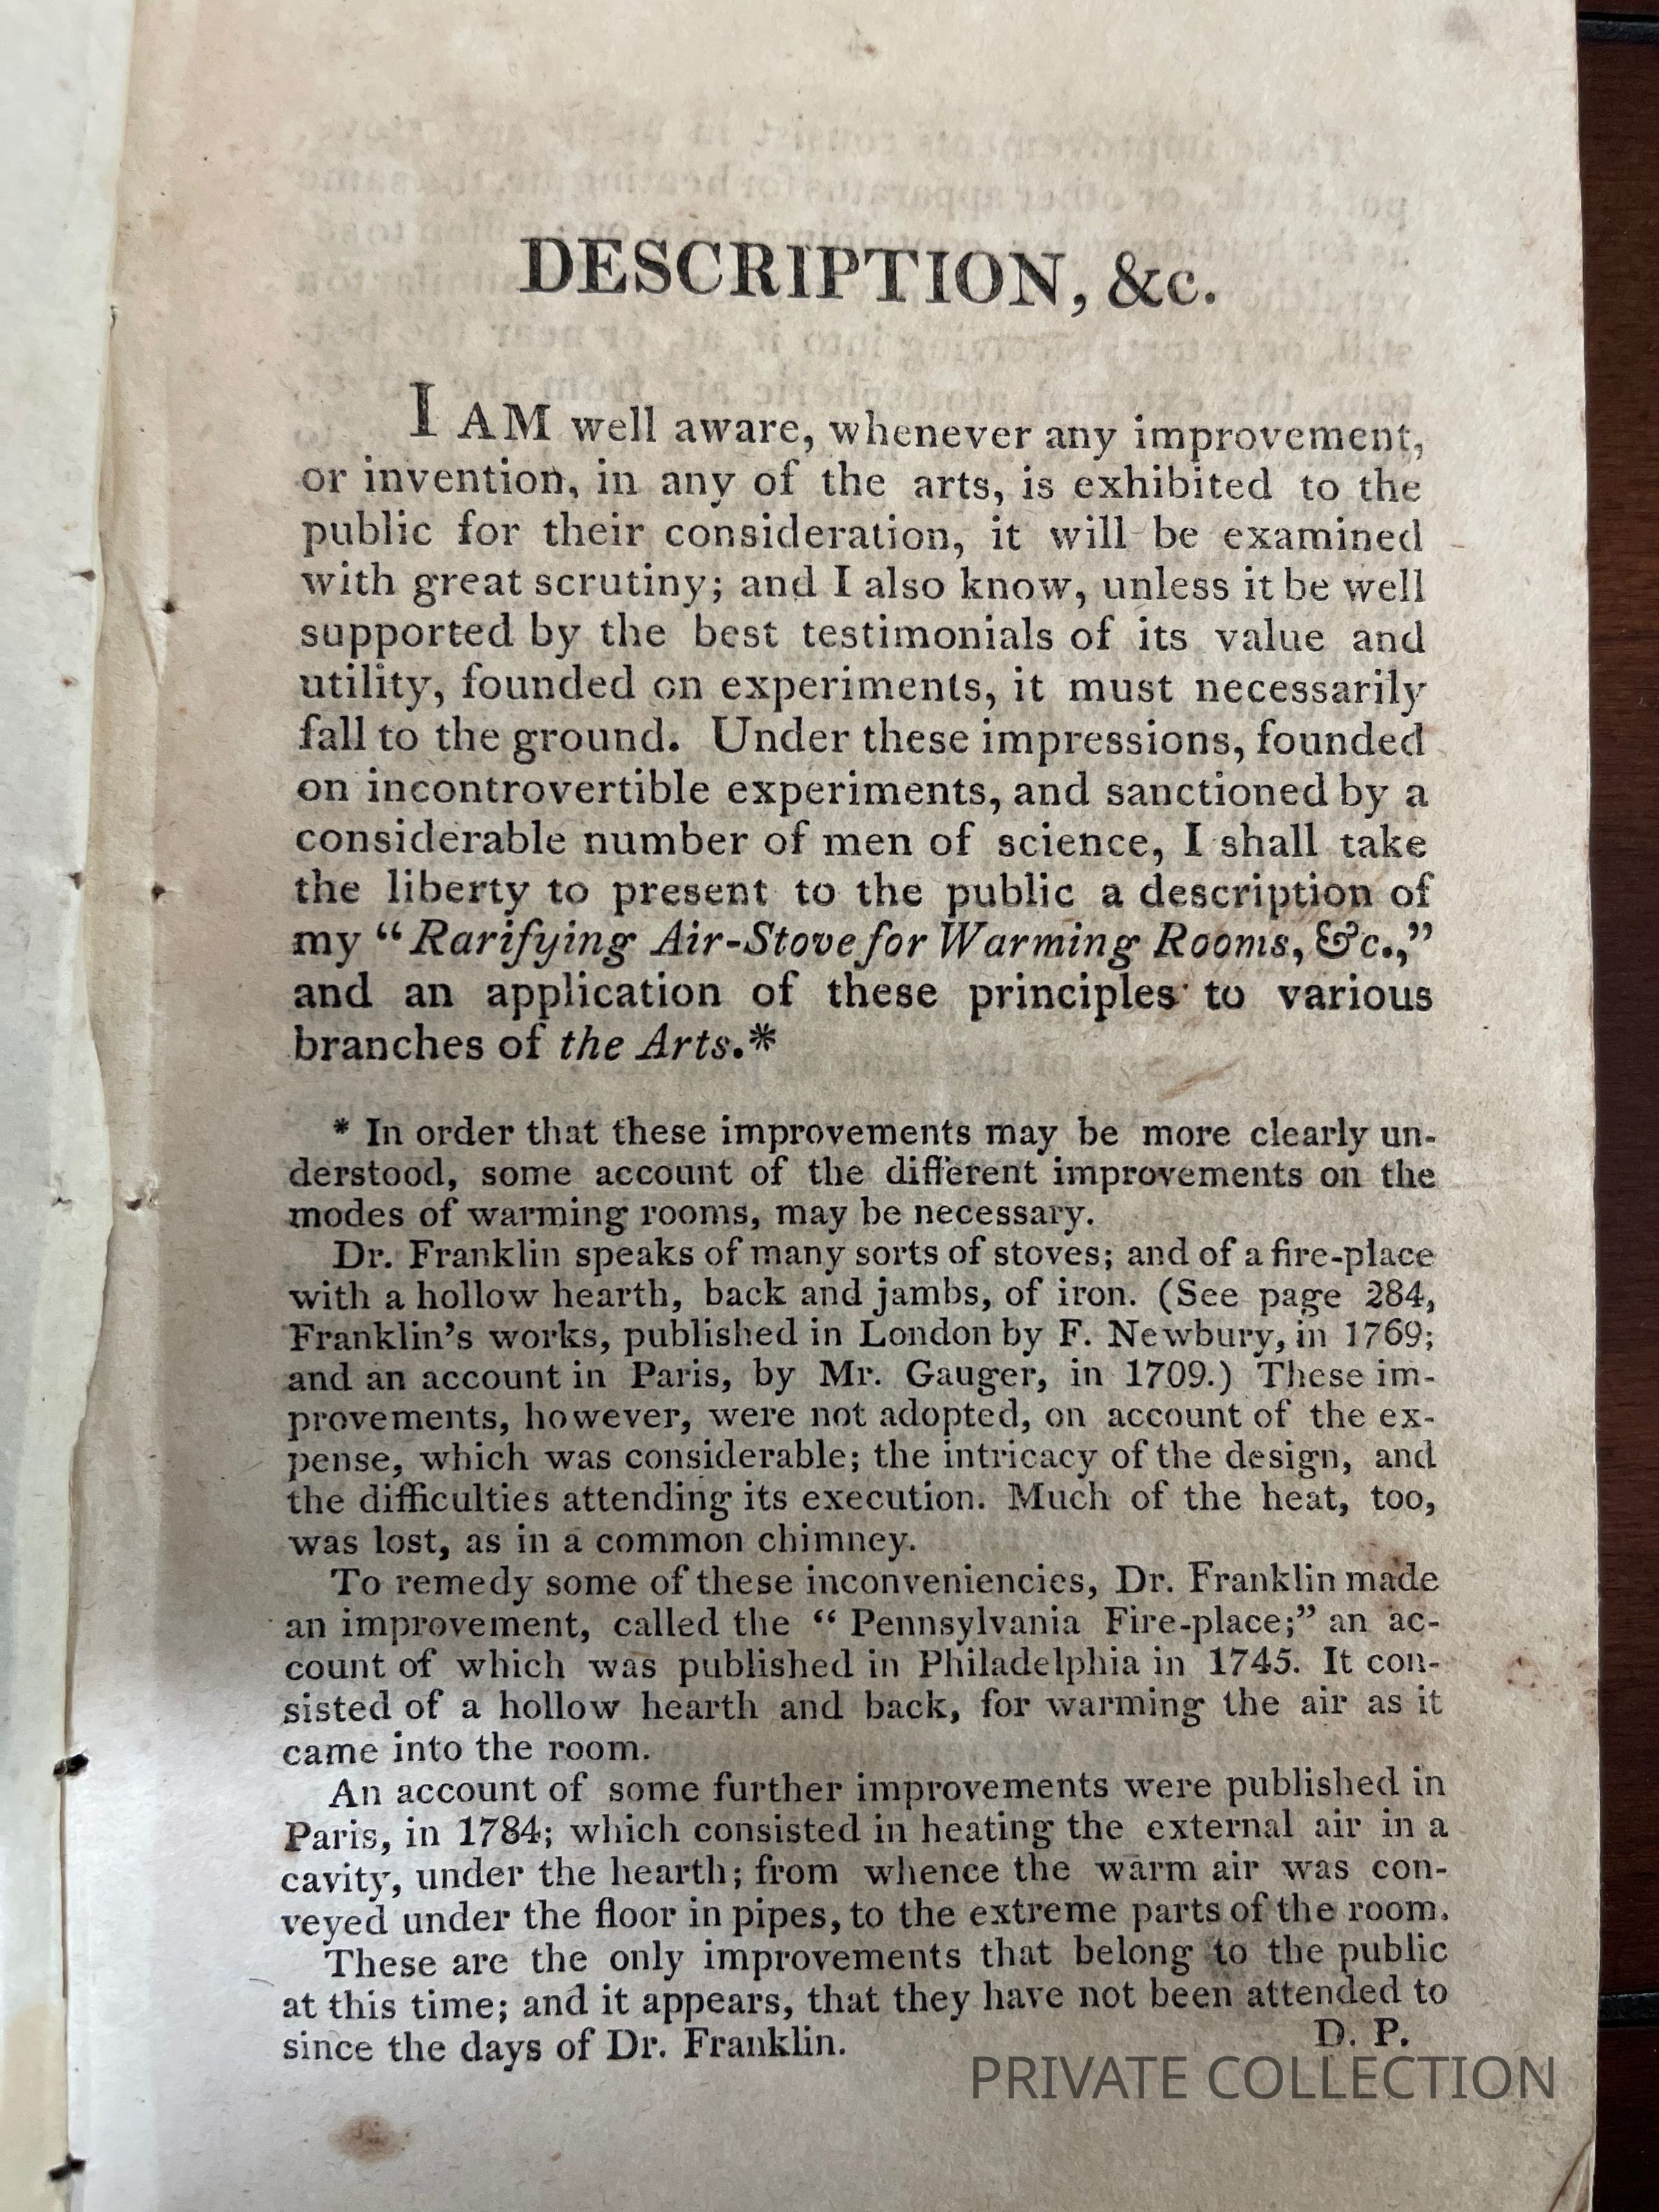 DESCRIPTION, &c.
I AM well aware, whenever any improvement,
or invention, in any of the arts, is exhibited to the
public for their consideration, it will be examined
with great scrutiny; and I also know, unless it be well
supported by the best testimonials of its value and
utility, founded on experiments, it must necessarily
fall to the ground. Under these impressions, founded
on incontrovertible experiments, and sanctioned by a
considerable number of men of science, I shall take
the liberty to present to the public a description of
my “Rarifying Air-Stove for Warming Rooms, &c.,”
and an application of these principles to various
branches of the Arts.*
* In order that these improvements may be more clearly un-
derstood, some account of the different improvements on the
modes of warming rooms, may be necessary.
Dr. Franklin speaks of many sorts of stoves; and of a fire-place
with a hollow hearth, back and jambs, of iron. (See page 284,
Franklin’s works, published in London by F. Newbury, in 1769;
and an account in Paris, by Mr. Gauger, in 1709.) These im-
provements, however, were not adopted, on account of the ex-
pense, which was considerable; the intricacy of the design, and
the difficulties attending its execution. Much of the heat, too,
was lost, as in a common chimney.
To remedy some of these inconveniencies, Dr. Franklin made
an improvement, called the “Pennsylvania Fire-place;” an ac-
count of which was published in Philadelphia in 1745. It con-
sisted of a hollow hearth and back, for warming the air as it
came into the room.
An account of some further improvements were published in
Paris, in 1784; which consisted in heating the external air in a
cavity, under the hearth; from whence the warm air was con-
veyed under the floor in pipes, to the extreme parts of the room.
These are the only improvements that belong to the public
at this time; and it appears, that they have not been attended to
since the days of Dr. Franklin. D. P.
PRIVATE COLLECTION